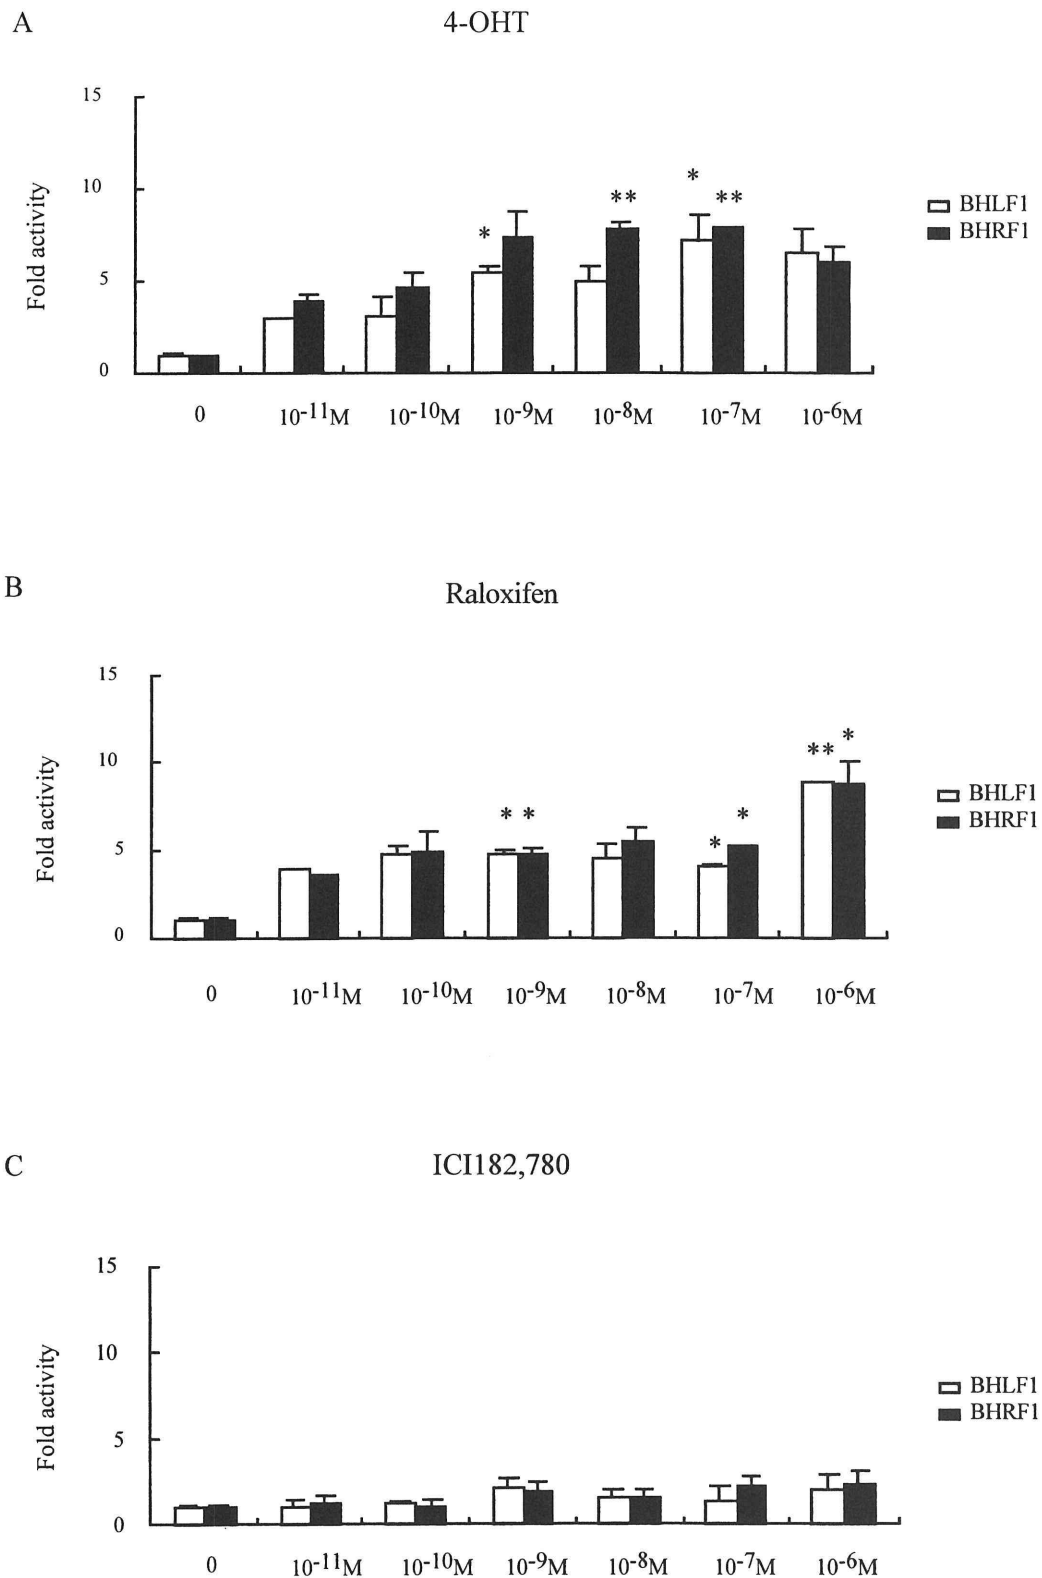 A
4-OHT
15
10
5
0
Fold activity
* ** * **
BHLF1
BHRF1
0 10-11M 10-10M 10-9M 10-8M 10-7M 10-6M
B
Raloxifen
15
10
5
0
Fold activity
* * * * ** *
BHLF1
BHRF1
0 10-11M 10-10M 10-9M 10-8M 10-7M 10-6M
C
ICI182,780
15
10
5
0
Fold activity
BHLF1
BHRF1
0 10-11M 10-10M 10-9M 10-8M 10-7M 10-6M